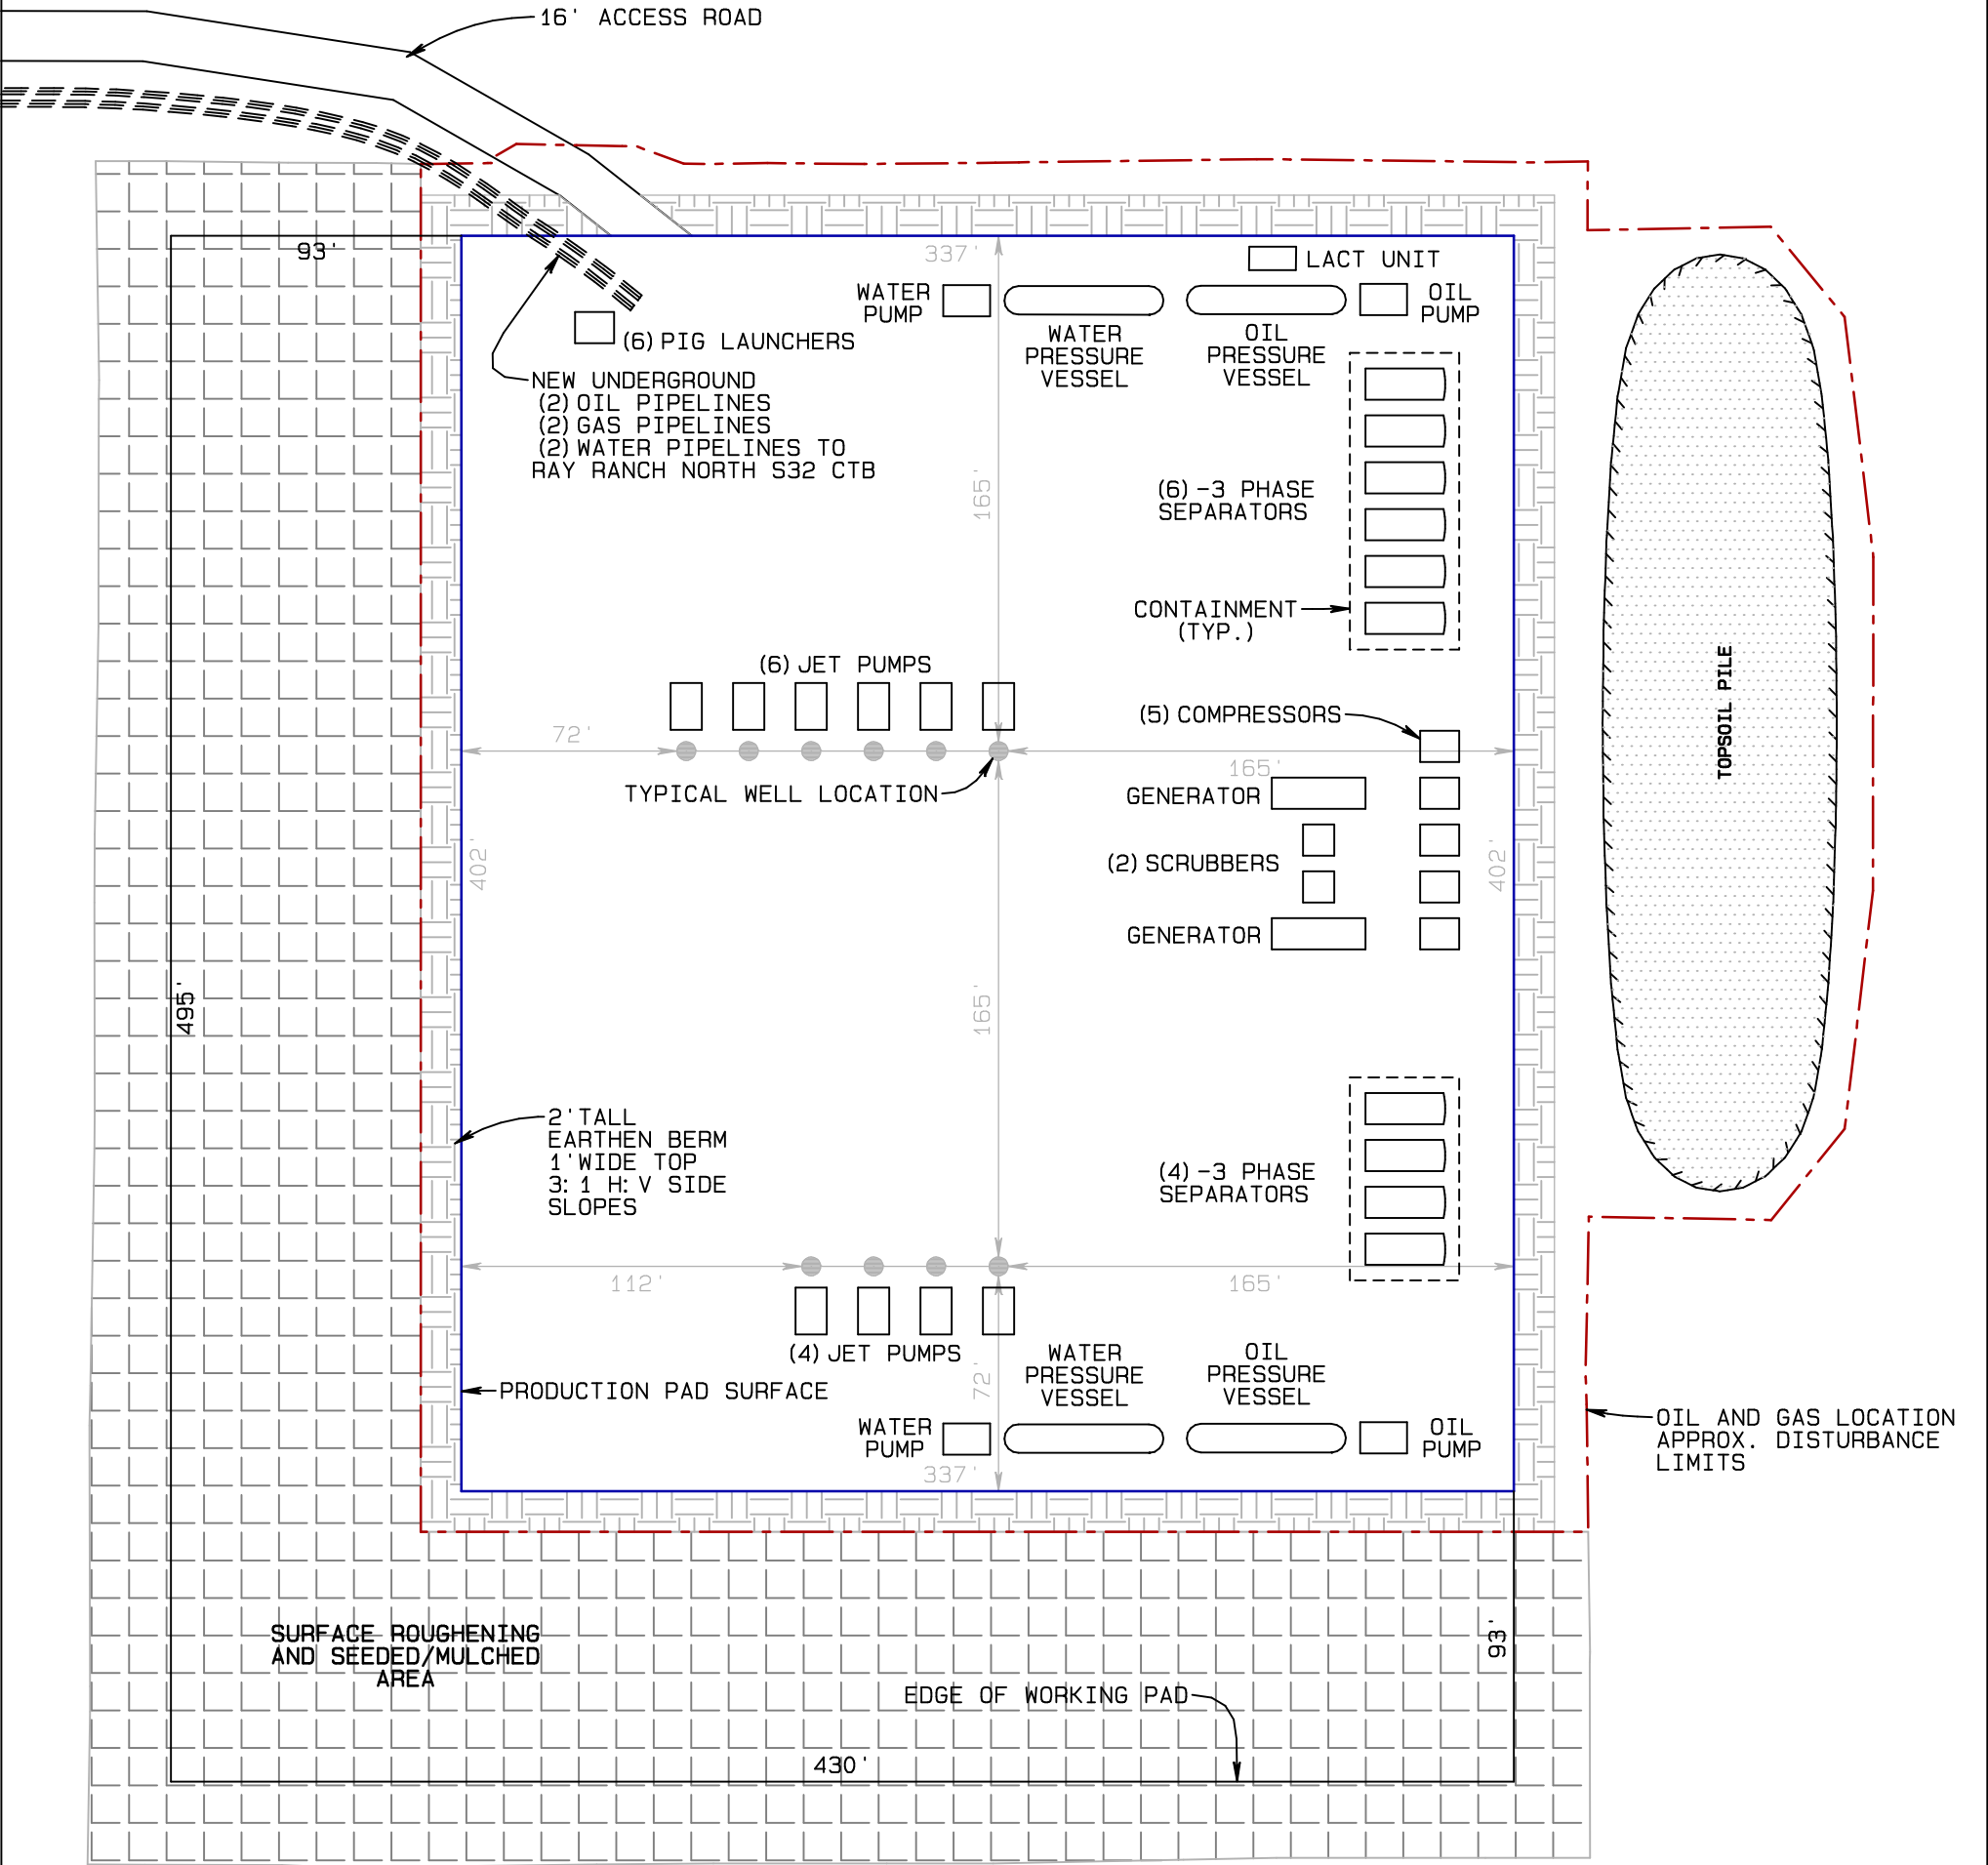 16' ACCESS ROAD
93'
337'
LACT UNIT
WATER
PUMP
OIL
PUMP
WATER
PRESSURE
VESSEL
OIL
PRESSURE
VESSEL
(6) PIG LAUNCHERS
NEW UNDERGROUND
(2) OIL PIPELINES
(2) GAS PIPELINES
(2) WATER PIPELINES TO
RAY RANCH NORTH S32 CTB
165'
(6)-3 PHASE
SEPARATORS
CONTAINMENT
(TYP.)
(6) JET PUMPS
72'
(5) COMPRESSORS
165'
TYPICAL WELL LOCATION
GENERATOR
402'
(2) SCRUBBERS
402'
GENERATOR
TOPSOIL PILE
495'
165'
2' TALL
EARTHEN BERM
1' WIDE TOP
3:1 H:V SIDE
SLOPES
(4)-3 PHASE
SEPARATORS
112'
165'
(4) JET PUMPS
WATER
PRESSURE
VESSEL
OIL
PRESSURE
VESSEL
72'
PRODUCTION PAD SURFACE
WATER
PUMP
OIL
PUMP
337'
OIL AND GAS LOCATION
APPROX. DISTURBANCE
LIMITS
SURFACE ROUGHENING
AND SEEDED/MULCHED
AREA
93'
EDGE OF WORKING PAD
430'